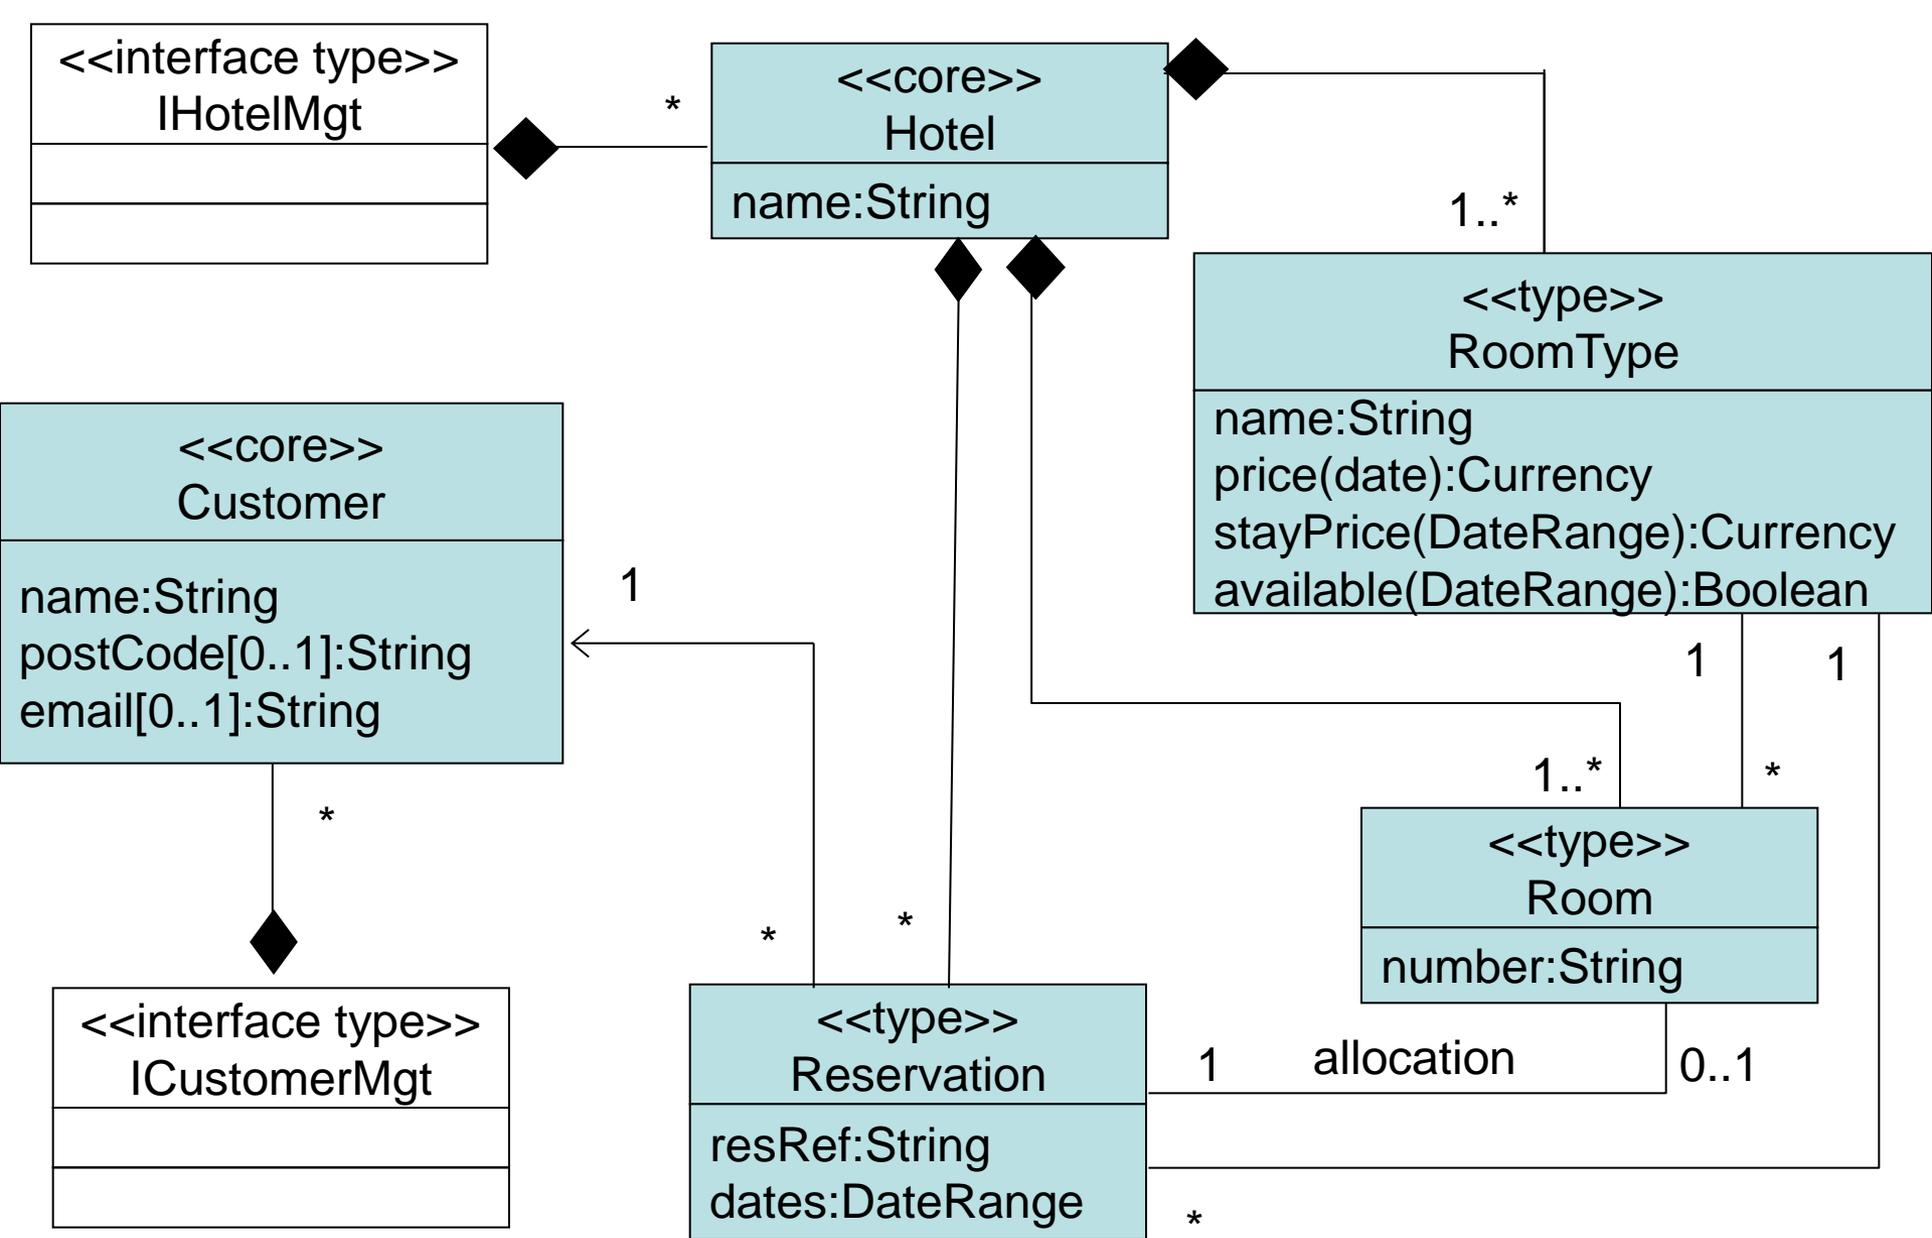 <<interface type>>
IHotelMgt
*
<<core>>
Hotel
name:String
1..*
<<type>>
RoomType
name:String
price(date):Currency
stayPrice(DateRange):Currency
available(DateRange):Boolean
<<core>>
Customer
name:String
postCode[0..1]:String
email[0..1]:String
1
1
1
*
1..*
*
<<type>>
Room
number:String
*
*
<<interface type>>
ICustomerMgt
<<type>>
Reservation
resRef:String
dates:DateRange
1
allocation
0..1
*